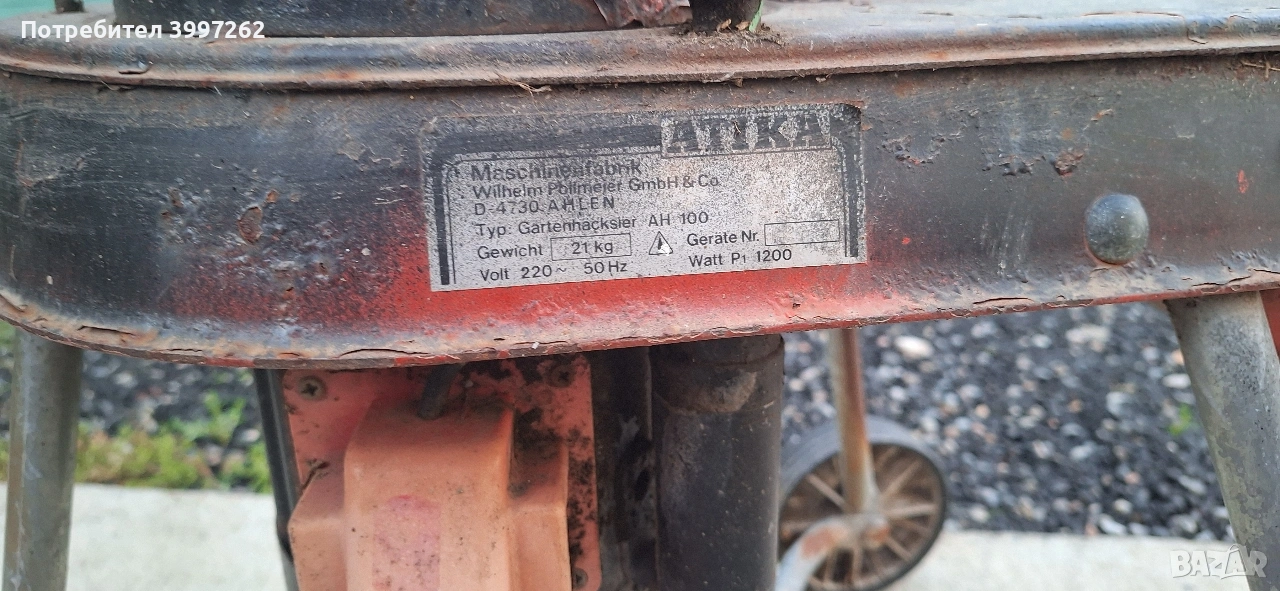 Потребител 3997262
ATIKA
Maschinenfabrik
Wilhelm Pollmeier GmbH & Co.
D-4730 AHLEN
Typ: Gartenhäcksler AH 100
Gewicht 21 kg Geräte Nr.
Volt 220~ 50 Hz Watt P1 1200
BAZAR